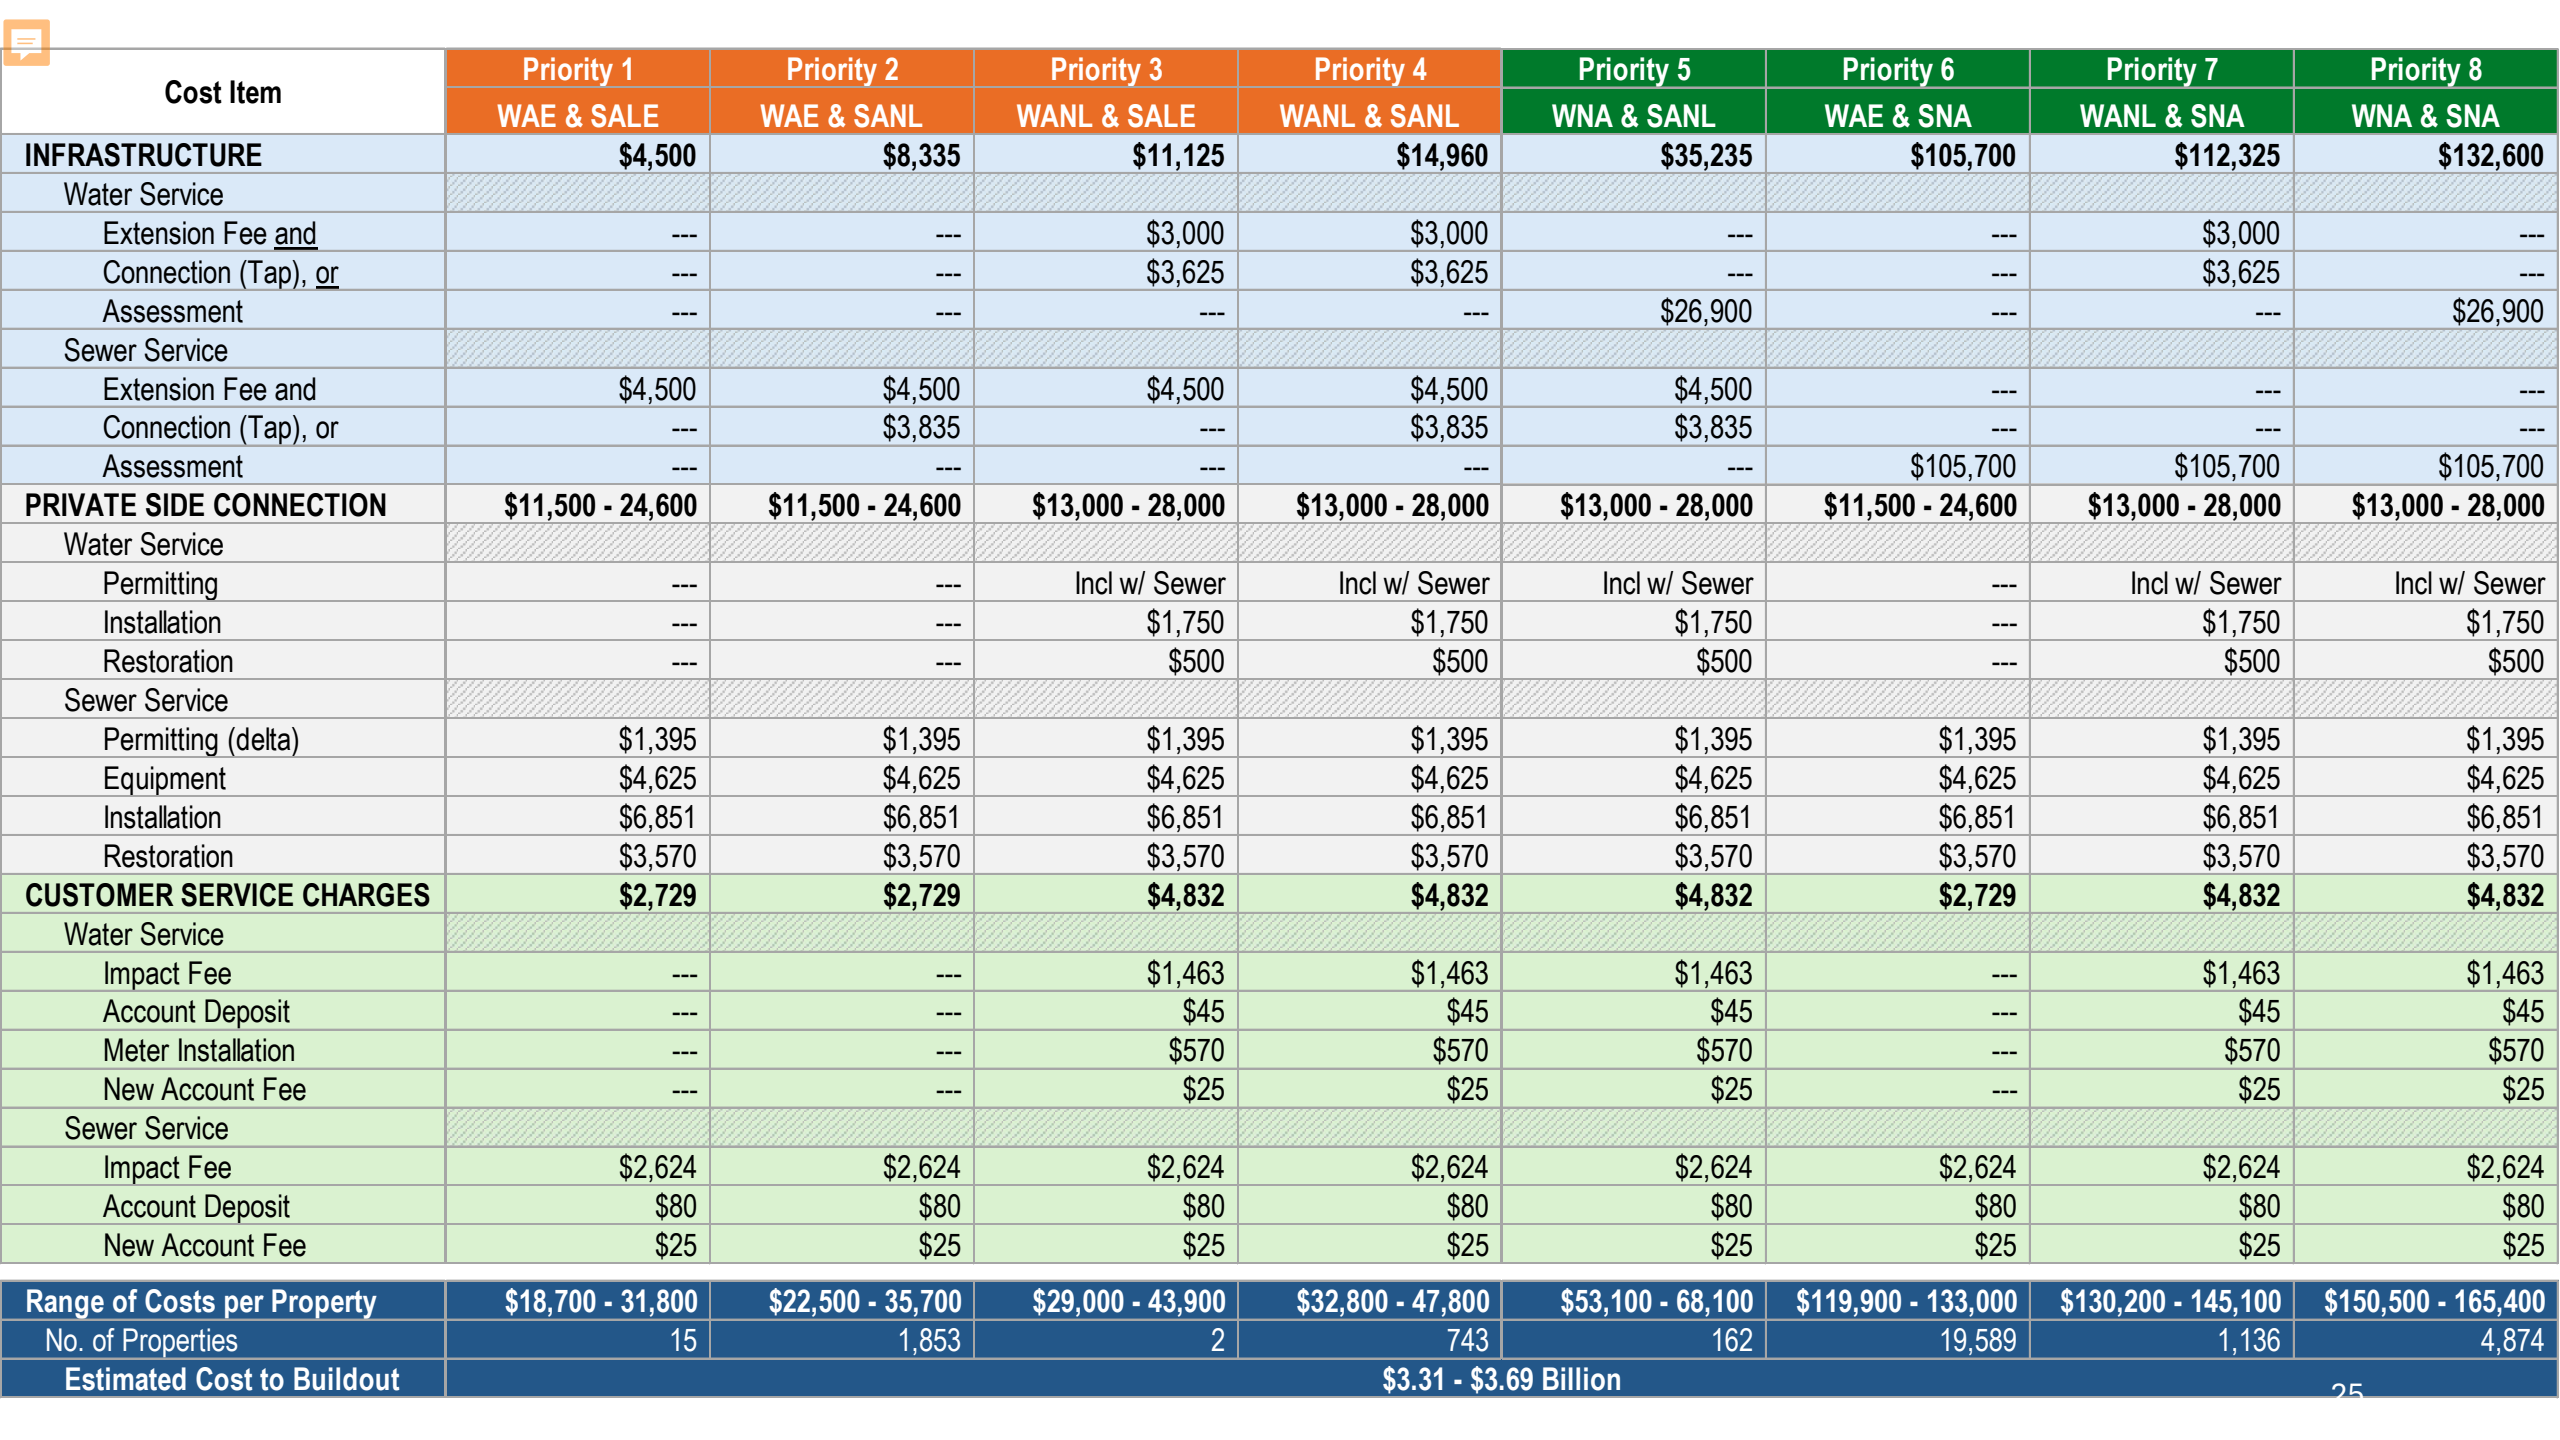 Cost Item Priority 1 Priority 2 Priority 3 Priority 4 Priority 5 Priority 6 Priority 7 Priority 8
WAE & SALE WAE & SANL WANL & SALE WANL & SANL WNA & SANL WAE & SNA WANL & SNA WNA & SNA
INFRASTRUCTURE $4,500 $8,335 $11,125 $14,960 $35,235 $105,700 $112,325 $132,600
Water Service
Extension Fee and --- --- $3,000 $3,000 --- --- $3,000 ---
Connection (Tap), or --- --- $3,625 $3,625 --- --- $3,625 ---
Assessment --- --- --- --- $26,900 --- --- $26,900
Sewer Service
Extension Fee and $4,500 $4,500 $4,500 $4,500 $4,500 --- --- ---
Connection (Tap), or --- $3,835 --- $3,835 $3,835 --- --- ---
Assessment --- --- --- --- --- $105,700 $105,700 $105,700
PRIVATE SIDE CONNECTION $11,500 - 24,600 $11,500 - 24,600 $13,000 - 28,000 $13,000 - 28,000 $13,000 - 28,000 $11,500 - 24,600 $13,000 - 28,000 $13,000 - 28,000
Water Service
Permitting --- --- Incl w/ Sewer Incl w/ Sewer Incl w/ Sewer --- Incl w/ Sewer Incl w/ Sewer
Installation --- --- $1,750 $1,750 $1,750 --- $1,750 $1,750
Restoration --- --- $500 $500 $500 --- $500 $500
Sewer Service
Permitting (delta) $1,395 $1,395 $1,395 $1,395 $1,395 $1,395 $1,395 $1,395
Equipment $4,625 $4,625 $4,625 $4,625 $4,625 $4,625 $4,625 $4,625
Installation $6,851 $6,851 $6,851 $6,851 $6,851 $6,851 $6,851 $6,851
Restoration $3,570 $3,570 $3,570 $3,570 $3,570 $3,570 $3,570 $3,570
CUSTOMER SERVICE CHARGES $2,729 $2,729 $4,832 $4,832 $4,832 $2,729 $4,832 $4,832
Water Service
Impact Fee --- --- $1,463 $1,463 $1,463 --- $1,463 $1,463
Account Deposit --- --- $45 $45 $45 --- $45 $45
Meter Installation --- --- $570 $570 $570 --- $570 $570
New Account Fee --- --- $25 $25 $25 --- $25 $25
Sewer Service
Impact Fee $2,624 $2,624 $2,624 $2,624 $2,624 $2,624 $2,624 $2,624
Account Deposit $80 $80 $80 $80 $80 $80 $80 $80
New Account Fee $25 $25 $25 $25 $25 $25 $25 $25
Range of Costs per Property $18,700 - 31,800 $22,500 - 35,700 $29,000 - 43,900 $32,800 - 47,800 $53,100 - 68,100 $119,900 - 133,000 $130,200 - 145,100 $150,500 - 165,400
No. of Properties 15 1,853 2 743 162 19,589 1,136 4,874
Estimated Cost to Buildout $3.31 - $3.69 Billion
25